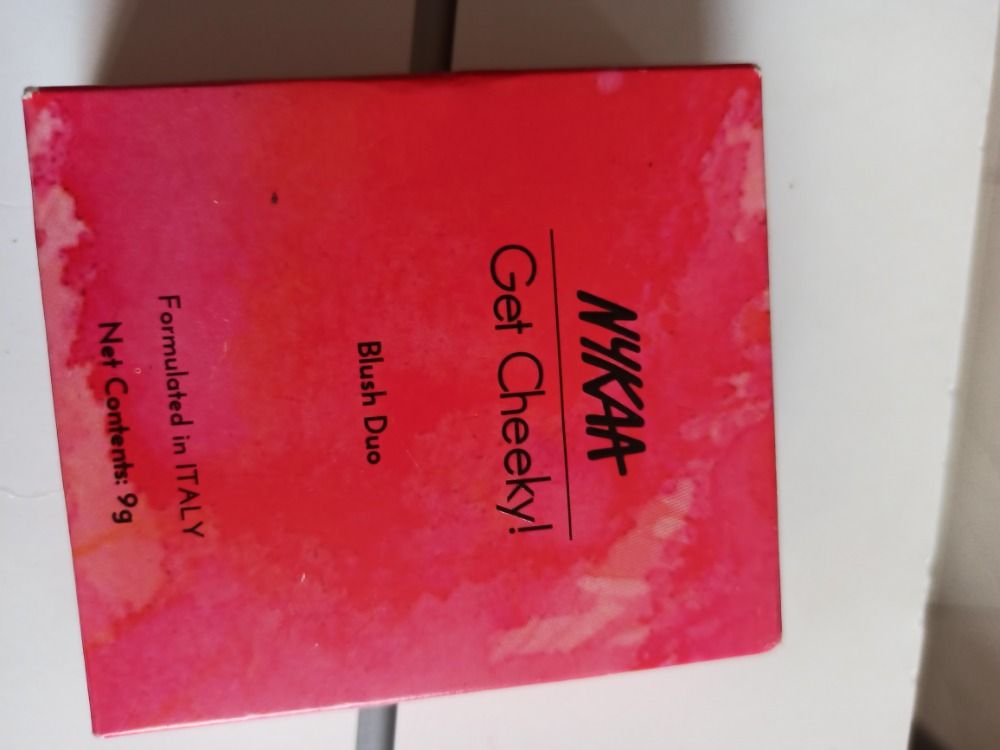 NYKAA
Get Cheeky!
Blush Duo
Formulated in ITALY
Net Contents: 9g